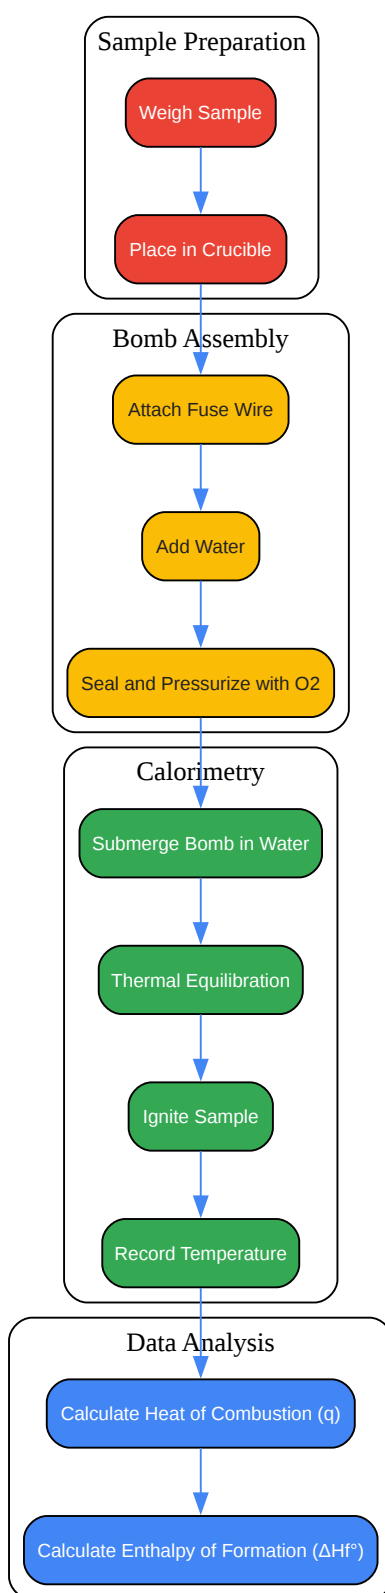 Sample Preparation
Weigh Sample
Place in Crucible
Bomb Assembly
Attach Fuse Wire
Add Water
Seal and Pressurize with O2
Calorimetry
Submerge Bomb in Water
Thermal Equilibration
Ignite Sample
Record Temperature
Data Analysis
Calculate Heat of Combustion (q)
Calculate Enthalpy of Formation (ΔHf°)